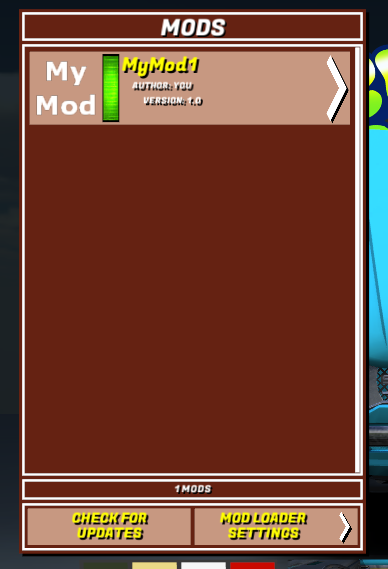 MODS
My
Mod
MyMod1
AUTHOR: YOU
VERSION: 1.0
1 MODS
CHECK FOR
UPDATES
MOD LOADER
SETTINGS